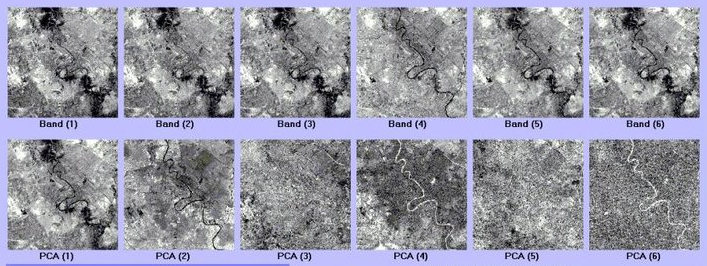 Band (1) Band (2) Band (3) Band (4) Band (5) Band (6)
PCA (1) PCA (2) PCA (3) PCA (4) PCA (5) PCA (6)